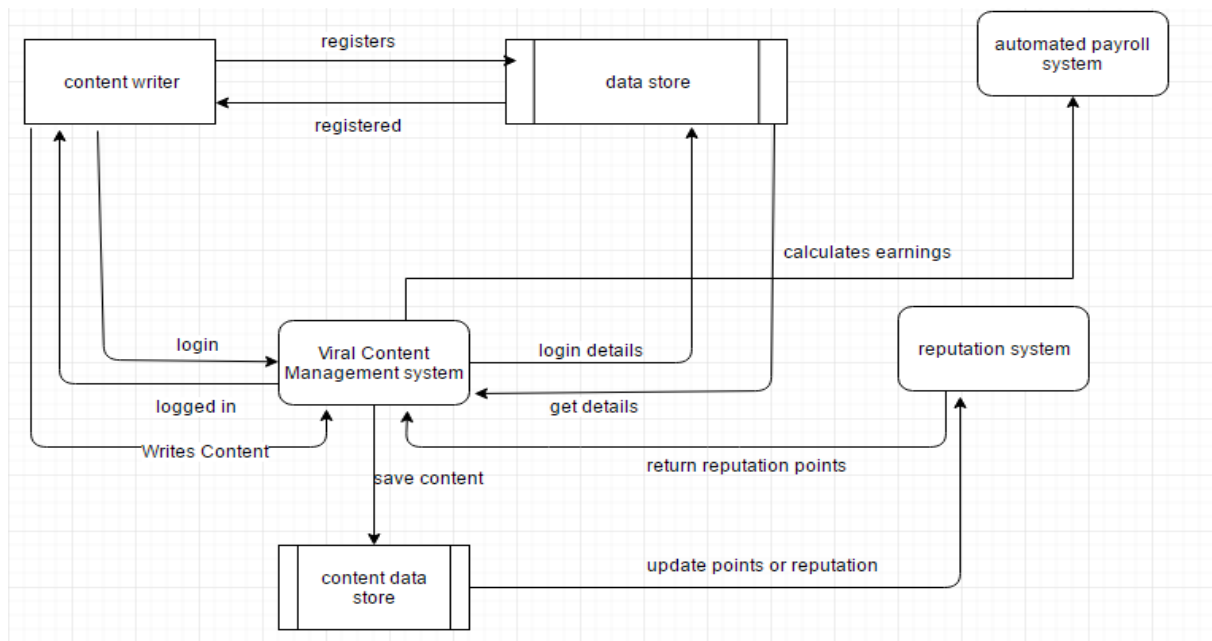 registers
content writer
data store
automated payroll
system
registered
calculates earnings
login
Viral Content
Management system
login details
reputation system
logged in
get details
Writes Content
return reputation points
save content
content data
store
update points or reputation